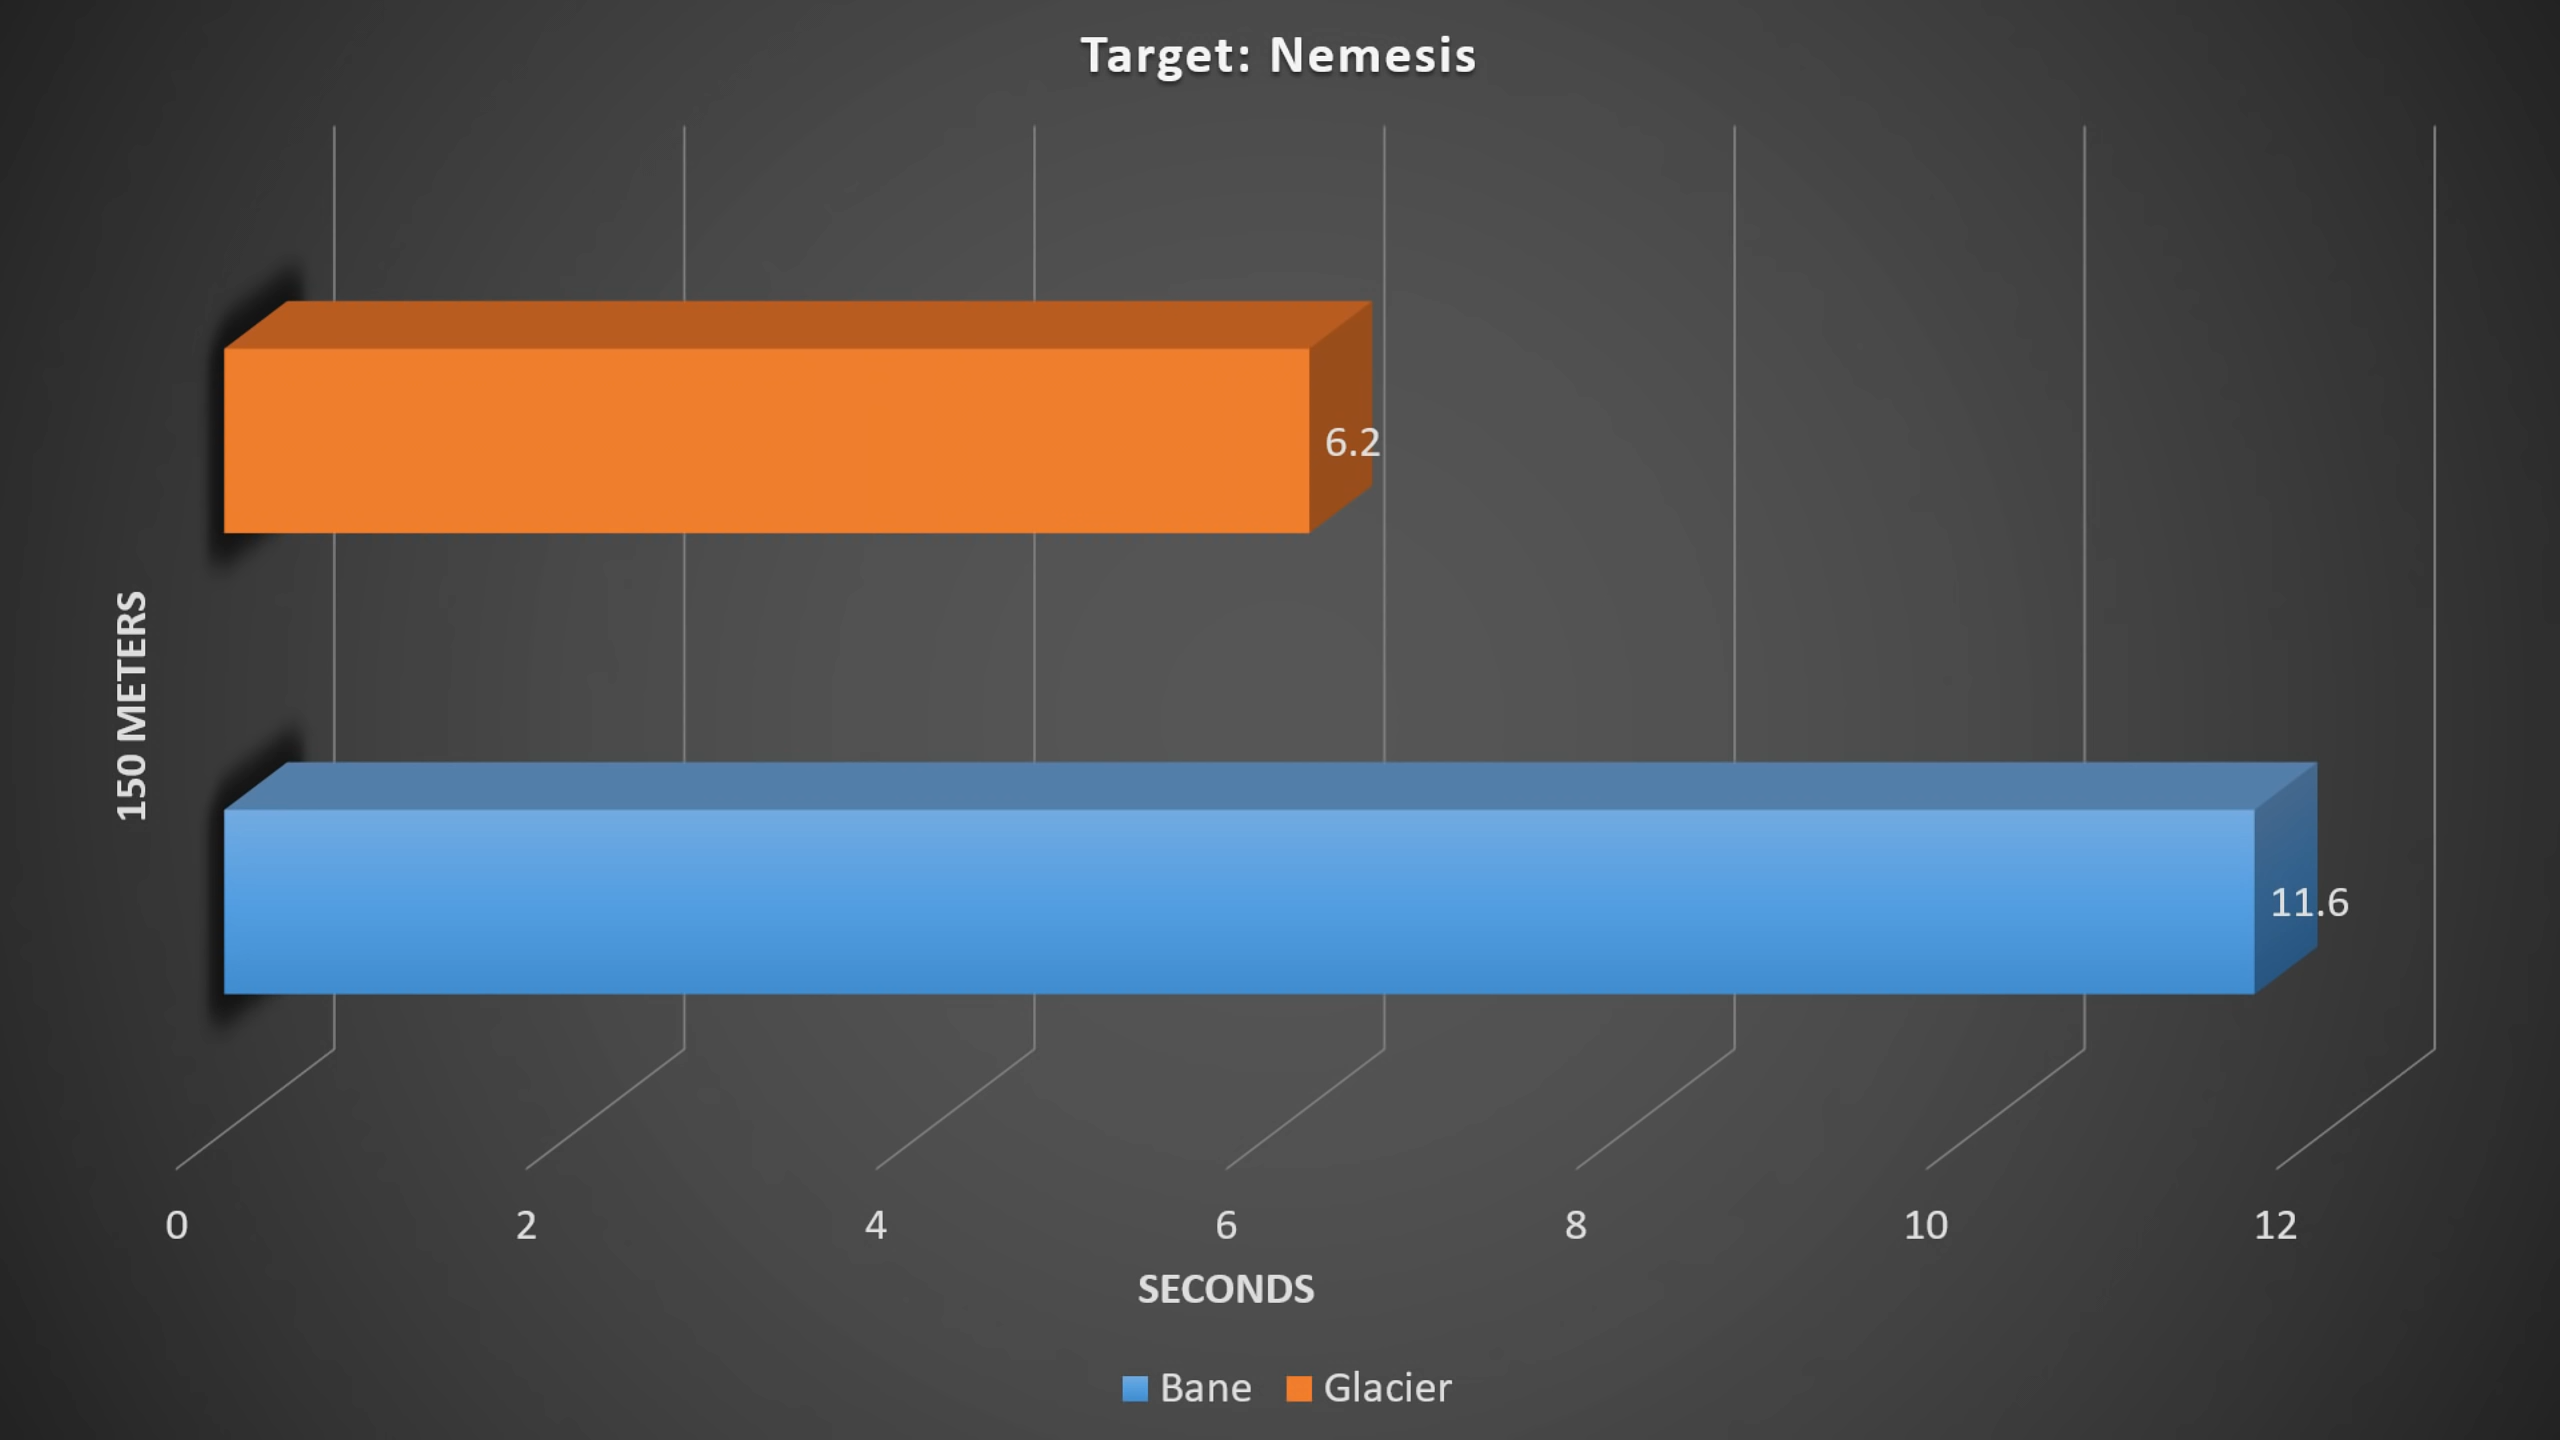 Target: Nemesis
6.2
150 METERS
11.6
0 2 4 6 8 10 12
SECONDS
Bane Glacier